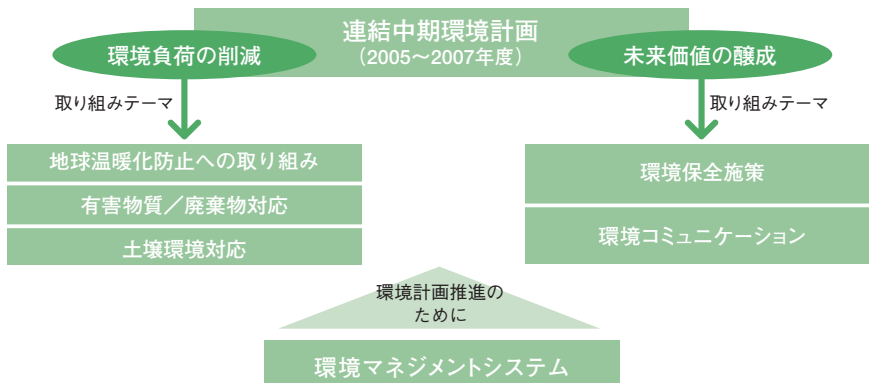 連結中期環境計画
（2005～2007年度）
環境負荷の削減
未来価値の醸成
取り組みテーマ
取り組みテーマ
地球温暖化防止への取り組み
有害物質／廃棄物対応
土壌環境対応
環境保全施策
環境コミュニケーション
環境計画推進の
ために
環境マネジメントシステム